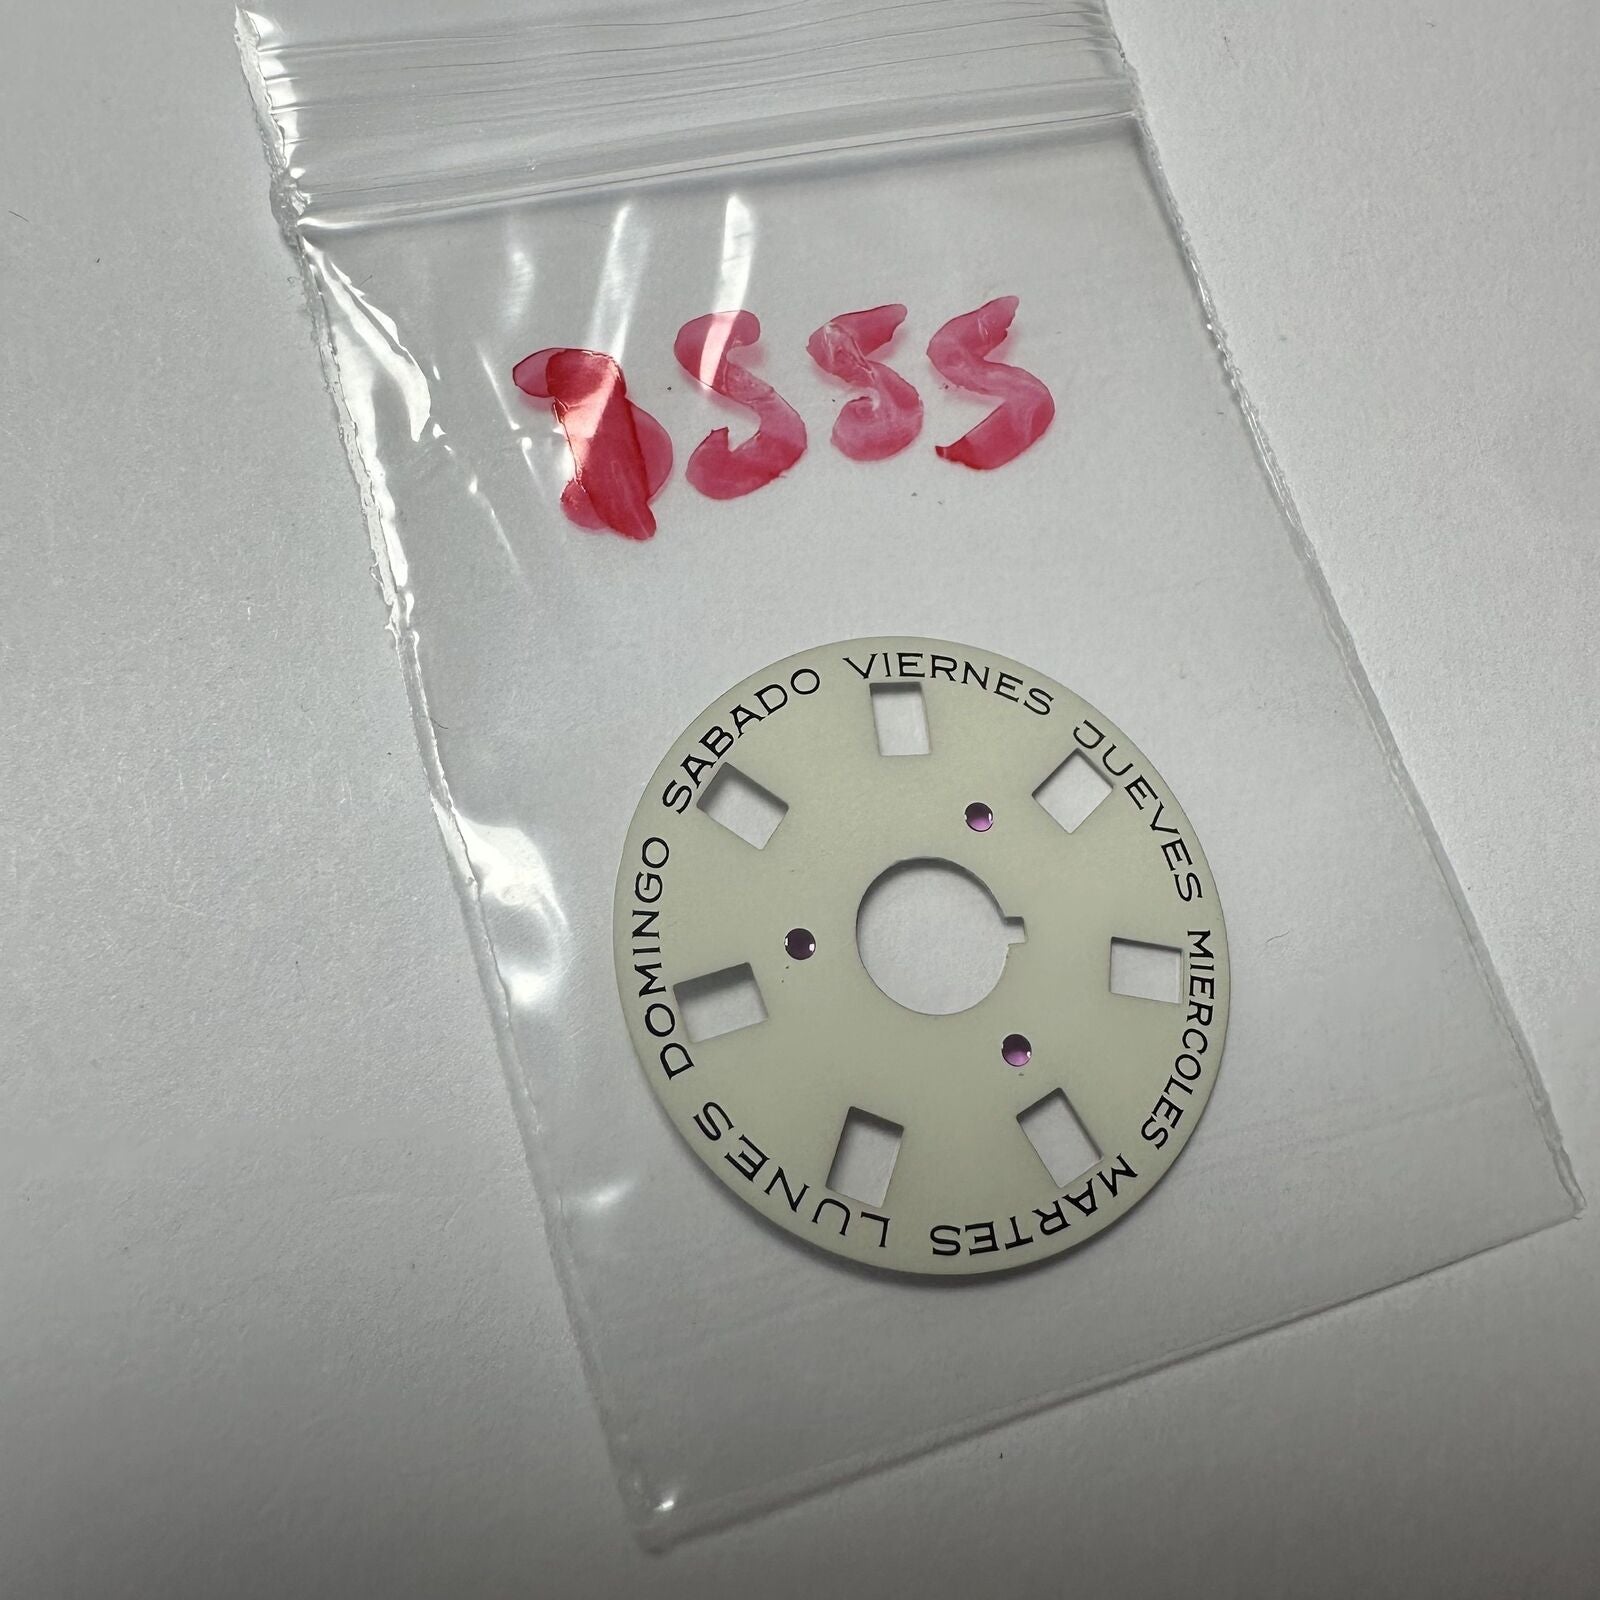 1555
VIERNES
JUEVES
MIERCOLES
MARTES
LUNES
DOMINGO
SABADO